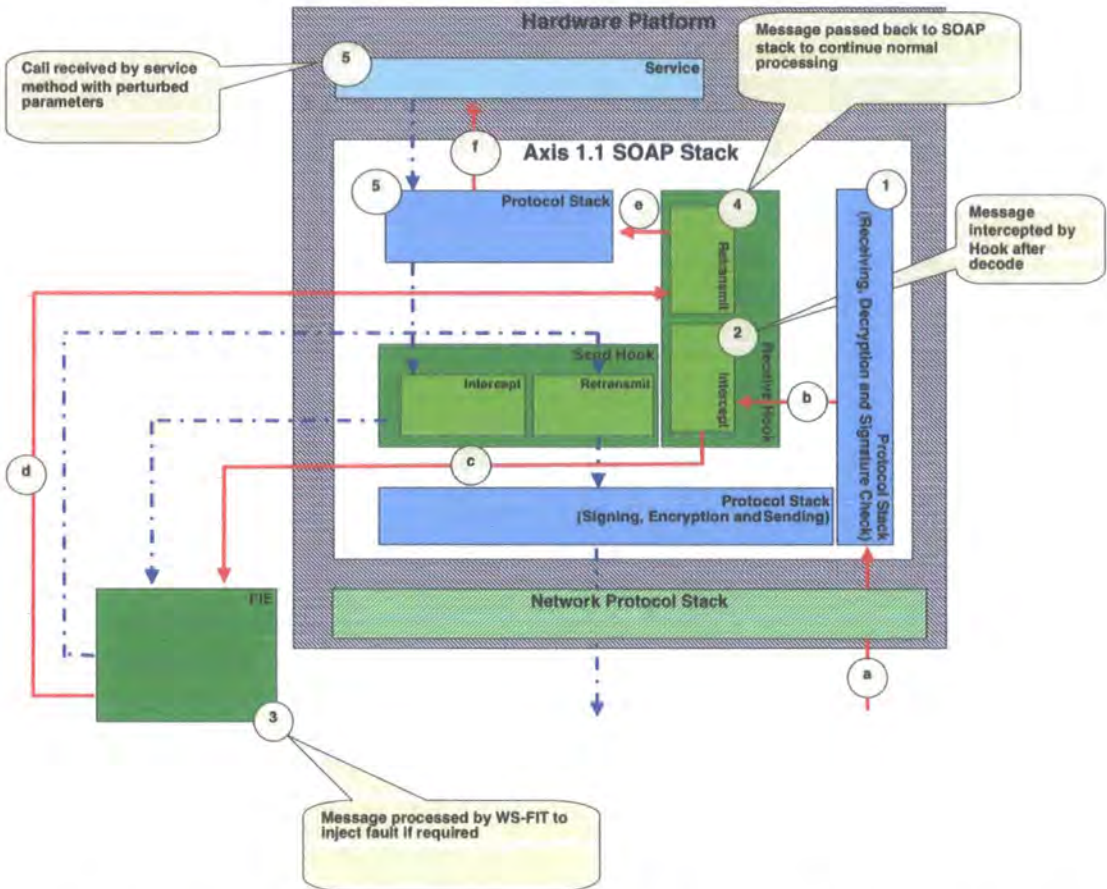 Hardware Platform
Message passed back to SOAP
stack to continue normal
processing
Call received by service
method with perturbed
parameters
5
Service
f
Axis 1.1 SOAP Stack
5
Protocol Stack
e
4
Retransmit
1
Protocol Stack
(Receiving, Decryption and Signature Check)
Message
intercepted by
Hook after
decode
2
Intercept
Receive Hook
b
Send Hook
Intercept
Retransmit
c
d
Protocol Stack
(Signing, Encryption and Sending)
FIE
Network Protocol Stack
a
3
Message processed by WS-FIT to
inject fault if required